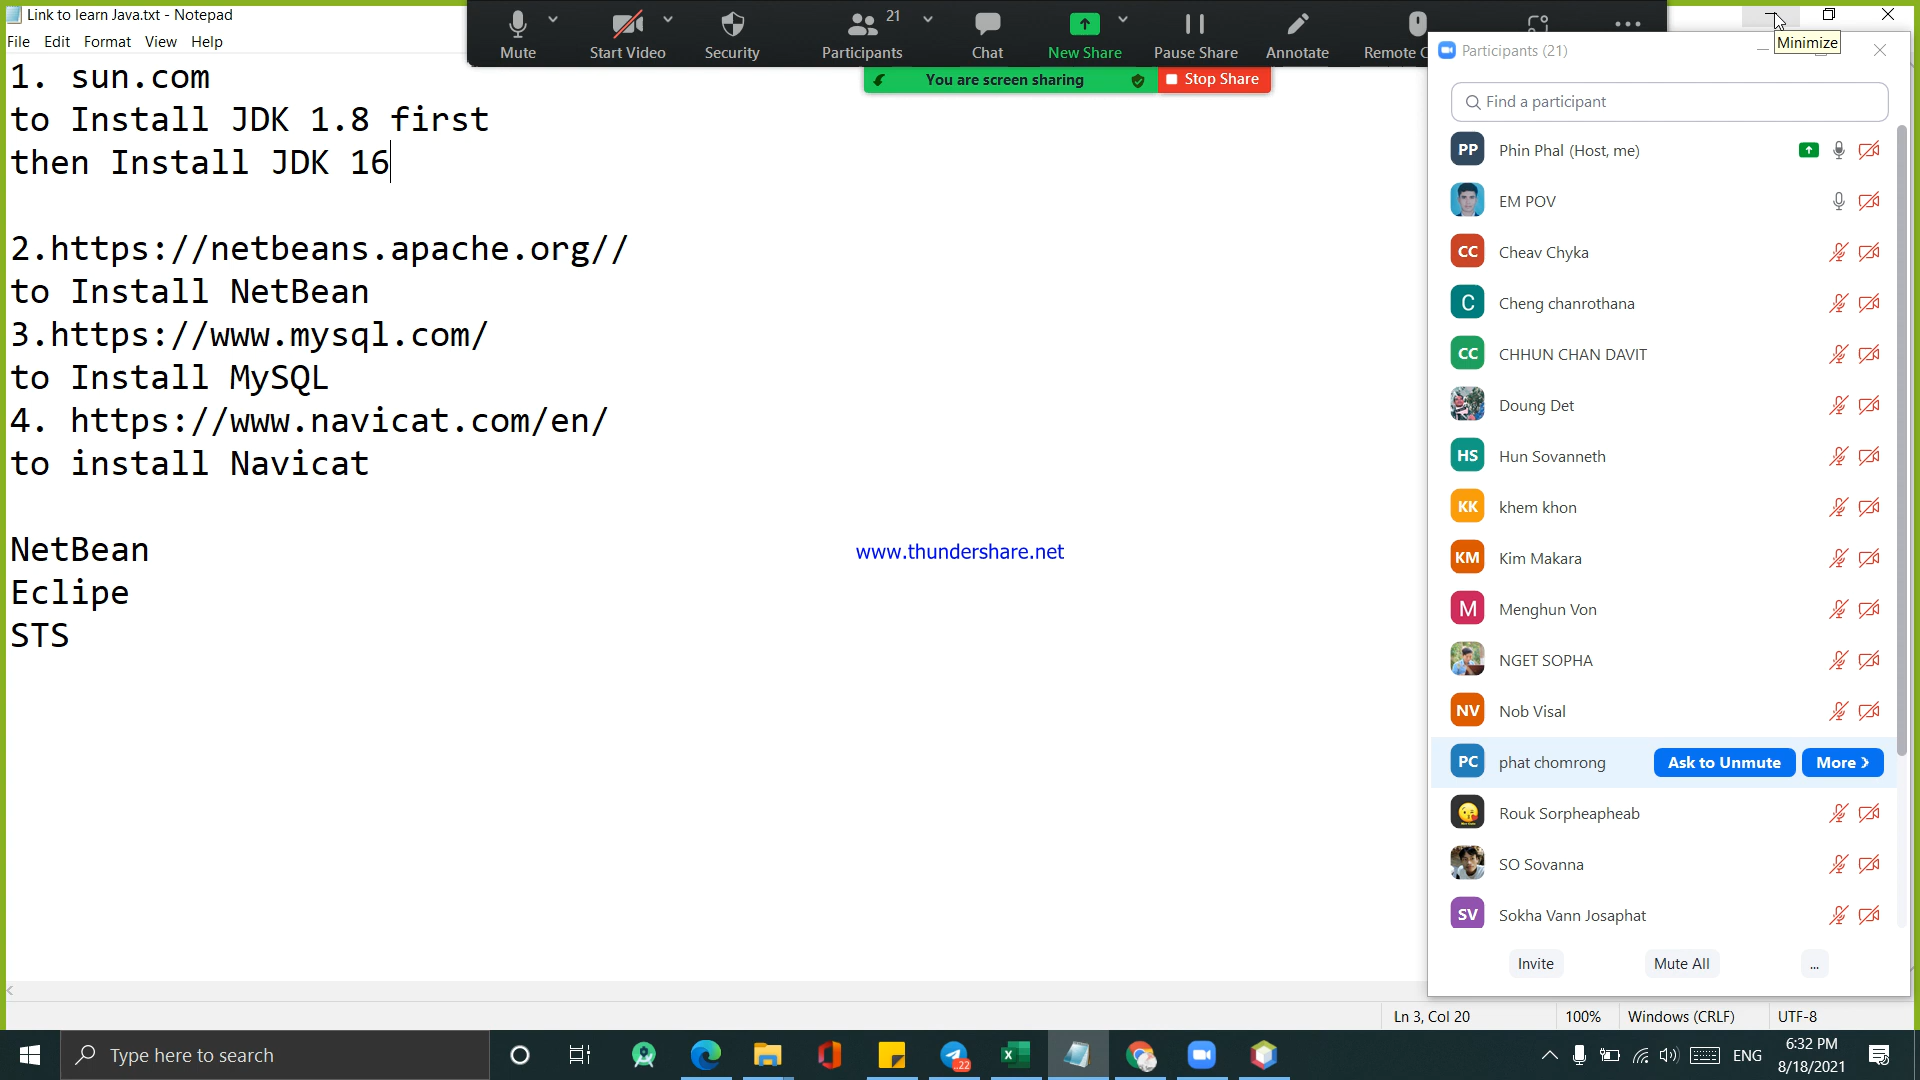 Link to learn Java.txt - Notepad
File Edit Format View Help
Mute
Start Video
Security
Participants 21
Chat
New Share
Pause Share
Annotate
Remote C
You are screen sharing
Stop Share
Minimize
1. sun.com
to Install JDK 1.8 first
then Install JDK 16
2.https://netbeans.apache.org//
to Install NetBean
3.https://www.mysql.com/
to Install MySQL
4. https://www.navicat.com/en/
to install Navicat
NetBean
Eclipe
STS
www.thundershare.net
Participants (21)
Find a participant
PP Phin Phal (Host, me)
EM POV
CC Cheav Chyka
C Cheng chanrothana
CC CHHUN CHAN DAVIT
Doung Det
HS Hun Sovanneth
KK khem khon
KM Kim Makara
M Menghun Von
NGET SOPHA
NV Nob Visal
PC phat chomrong Ask to Unmute More
Rouk Sorpheapheab
SO Sovanna
SV Sokha Vann Josaphat
Invite Mute All ...
Ln 3, Col 20 100% Windows (CRLF) UTF-8
Type here to search
22
ENG
6:32 PM
8/18/2021